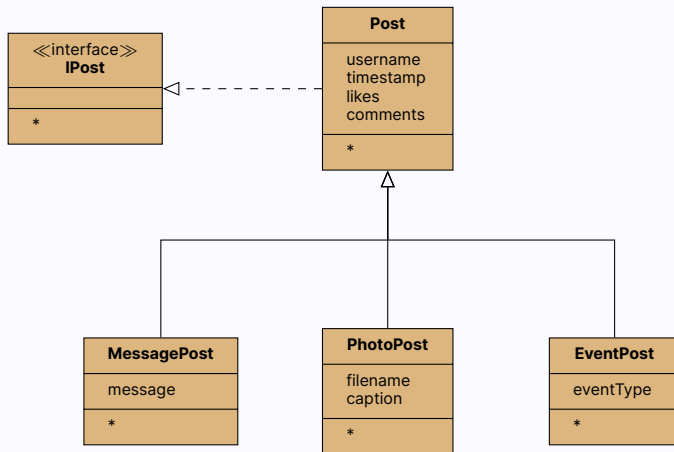 ≪interface≫
IPost
*
Post
username
timestamp
likes
comments
*
MessagePost
message
*
PhotoPost
filename
caption
*
EventPost
eventType
*